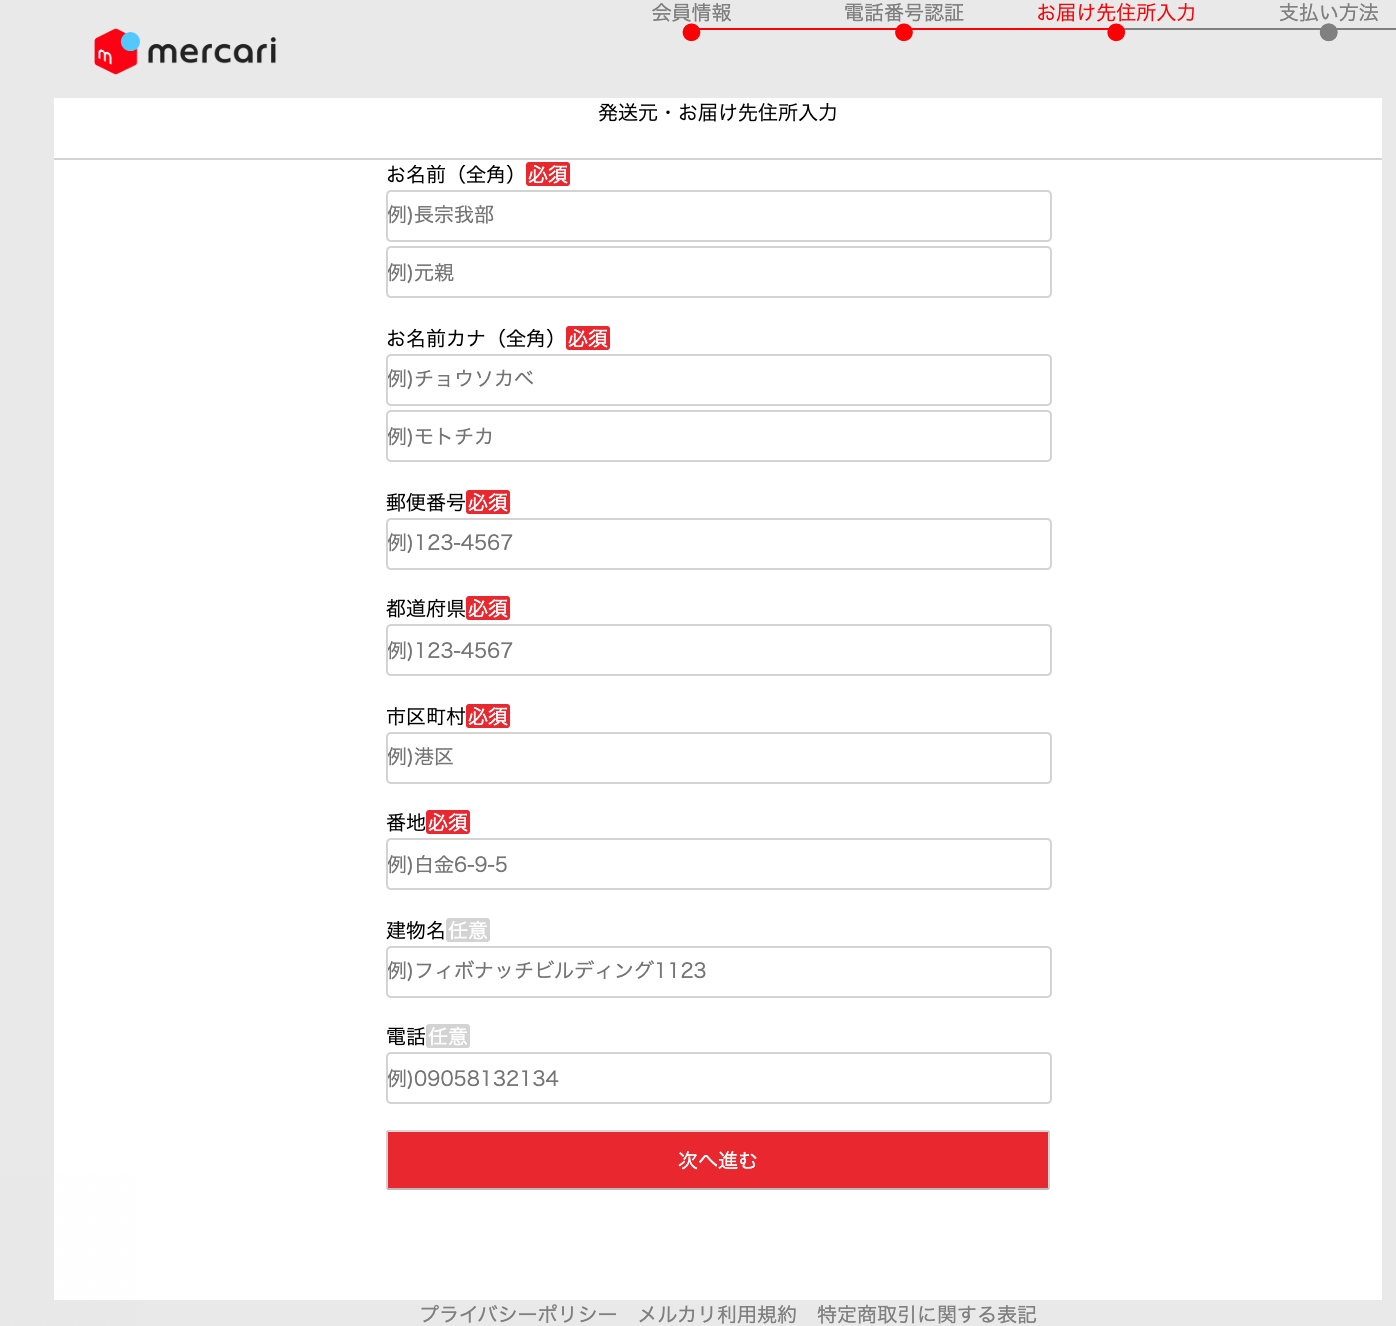 会員情報 電話番号認証 お届け先住所入力 支払い方法
mercari
発送元・お届け先住所入力
お名前（全角）必須
例)長宗我部
例)元親
お名前カナ（全角）必須
例)チョウソカベ
例)モトチカ
郵便番号必須
例)123-4567
都道府県必須
例)123-4567
市区町村必須
例)港区
番地必須
例)白金6-9-5
建物名任意
例)フィボナッチビルディング1123
電話任意
例)09058132134
次へ進む
プライバシーポリシー メルカリ利用規約 特定商取引に関する表記